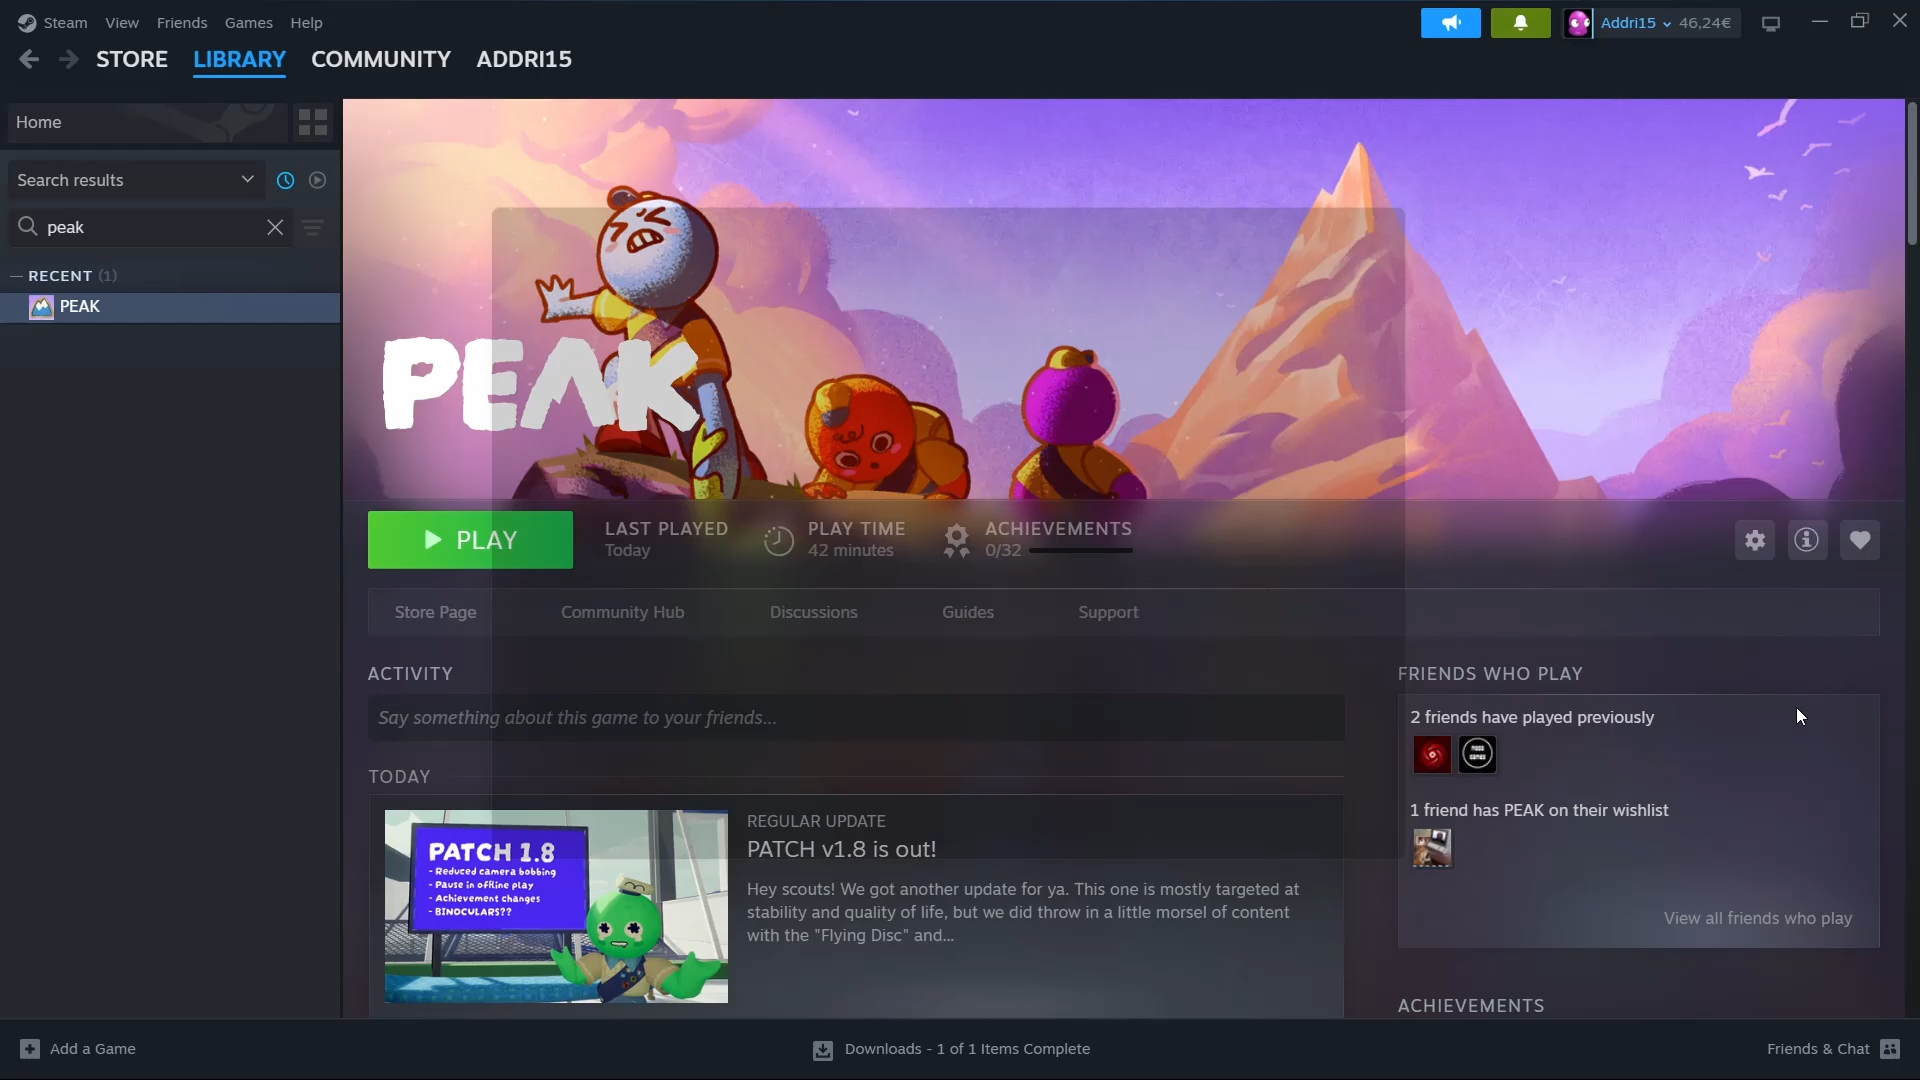 Steam View Friends Games Help
Addri15 46,24€
STORE LIBRARY COMMUNITY ADDRI15
Home
Search results
peak
— RECENT (1)
PEAK
PEAK
PLAY
LAST PLAYED
Today
PLAY TIME
42 minutes
ACHIEVEMENTS
0/32
Store Page Community Hub Discussions Guides Support
ACTIVITY
Say something about this game to your friends...
TODAY
PATCH 1.8
- Reduced camera bobbing
- Pause in offline play
- Achievement changes
- BINOCULARS??
REGULAR UPDATE
PATCH v1.8 is out!
Hey scouts! We got another update for ya. This one is mostly targeted at
stability and quality of life, but we did throw in a little morsel of content
with the "Flying Disc" and...
FRIENDS WHO PLAY
2 friends have played previously
1 friend has PEAK on their wishlist
View all friends who play
ACHIEVEMENTS
Add a Game
Downloads - 1 of 1 Items Complete
Friends & Chat